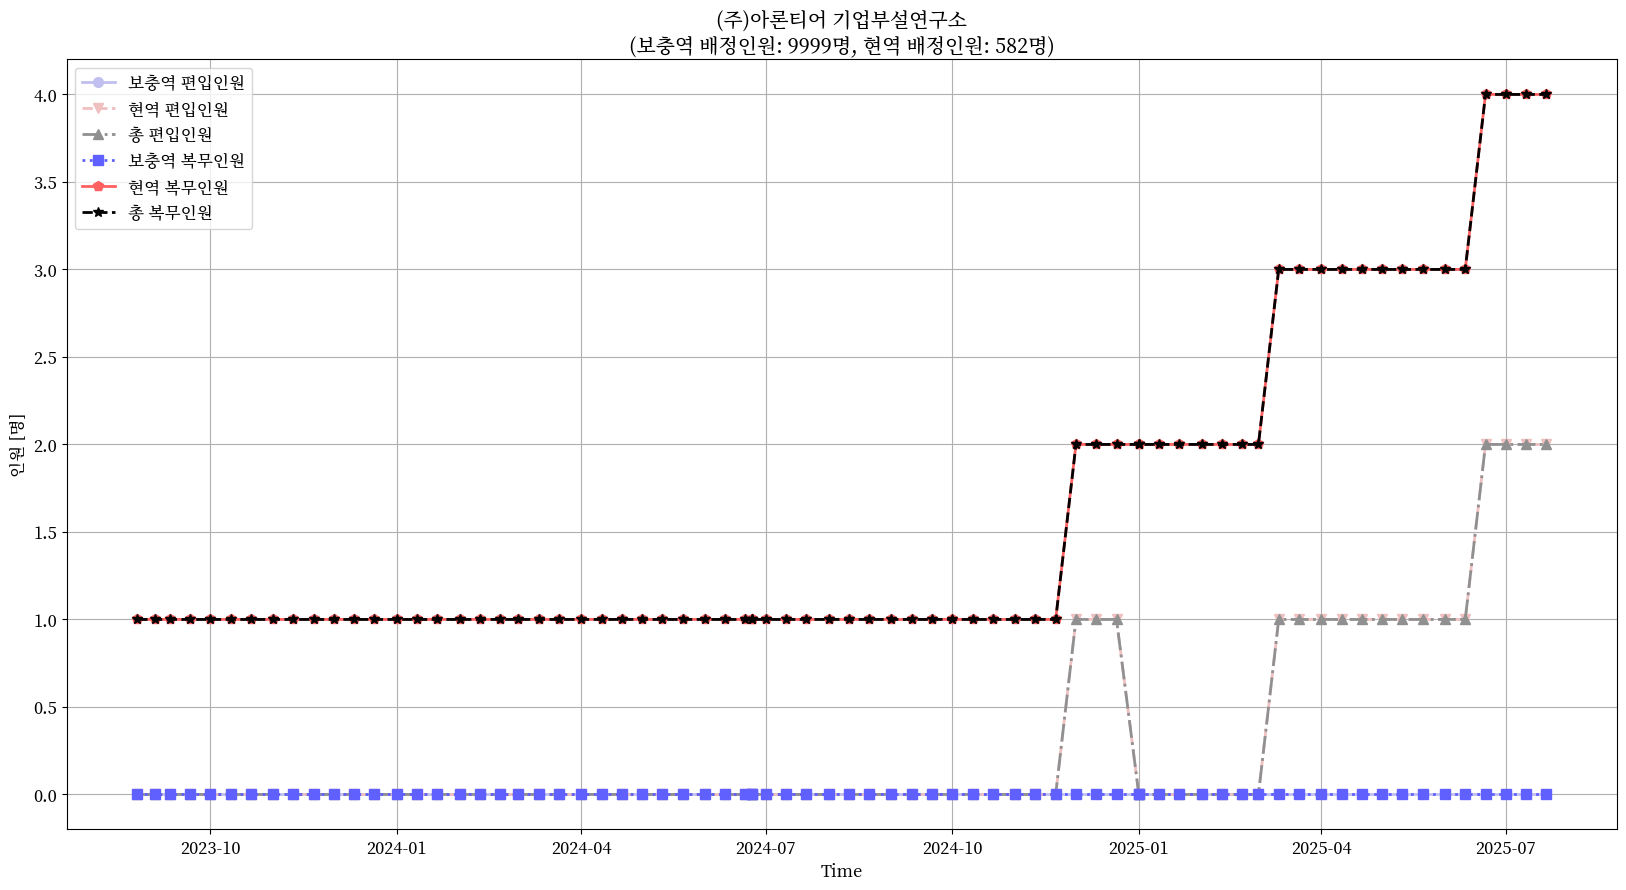 (주)아론티어 기업부설연구소
(보충역 배정인원: 9999명, 현역 배정인원: 582명)
보충역 편입인원
현역 편입인원
총 편입인원
보충역 복무인원
현역 복무인원
총 복무인원
인원 [명]
4.0
3.5
3.0
2.5
2.0
1.5
1.0
0.5
0.0
2023-10
2024-01
2024-04
2024-07
2024-10
2025-01
2025-04
2025-07
Time